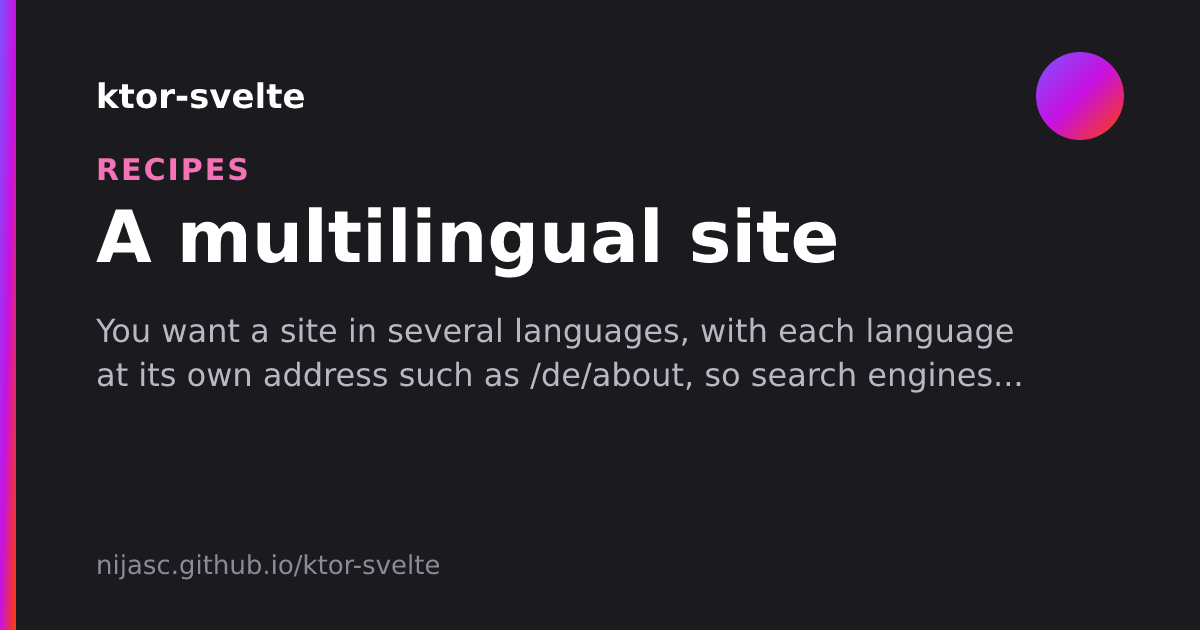 ktor-svelte
RECIPES
A multilingual site
You want a site in several languages, with each language
at its own address such as /de/about, so search engines...
nijasc.github.io/ktor-svelte